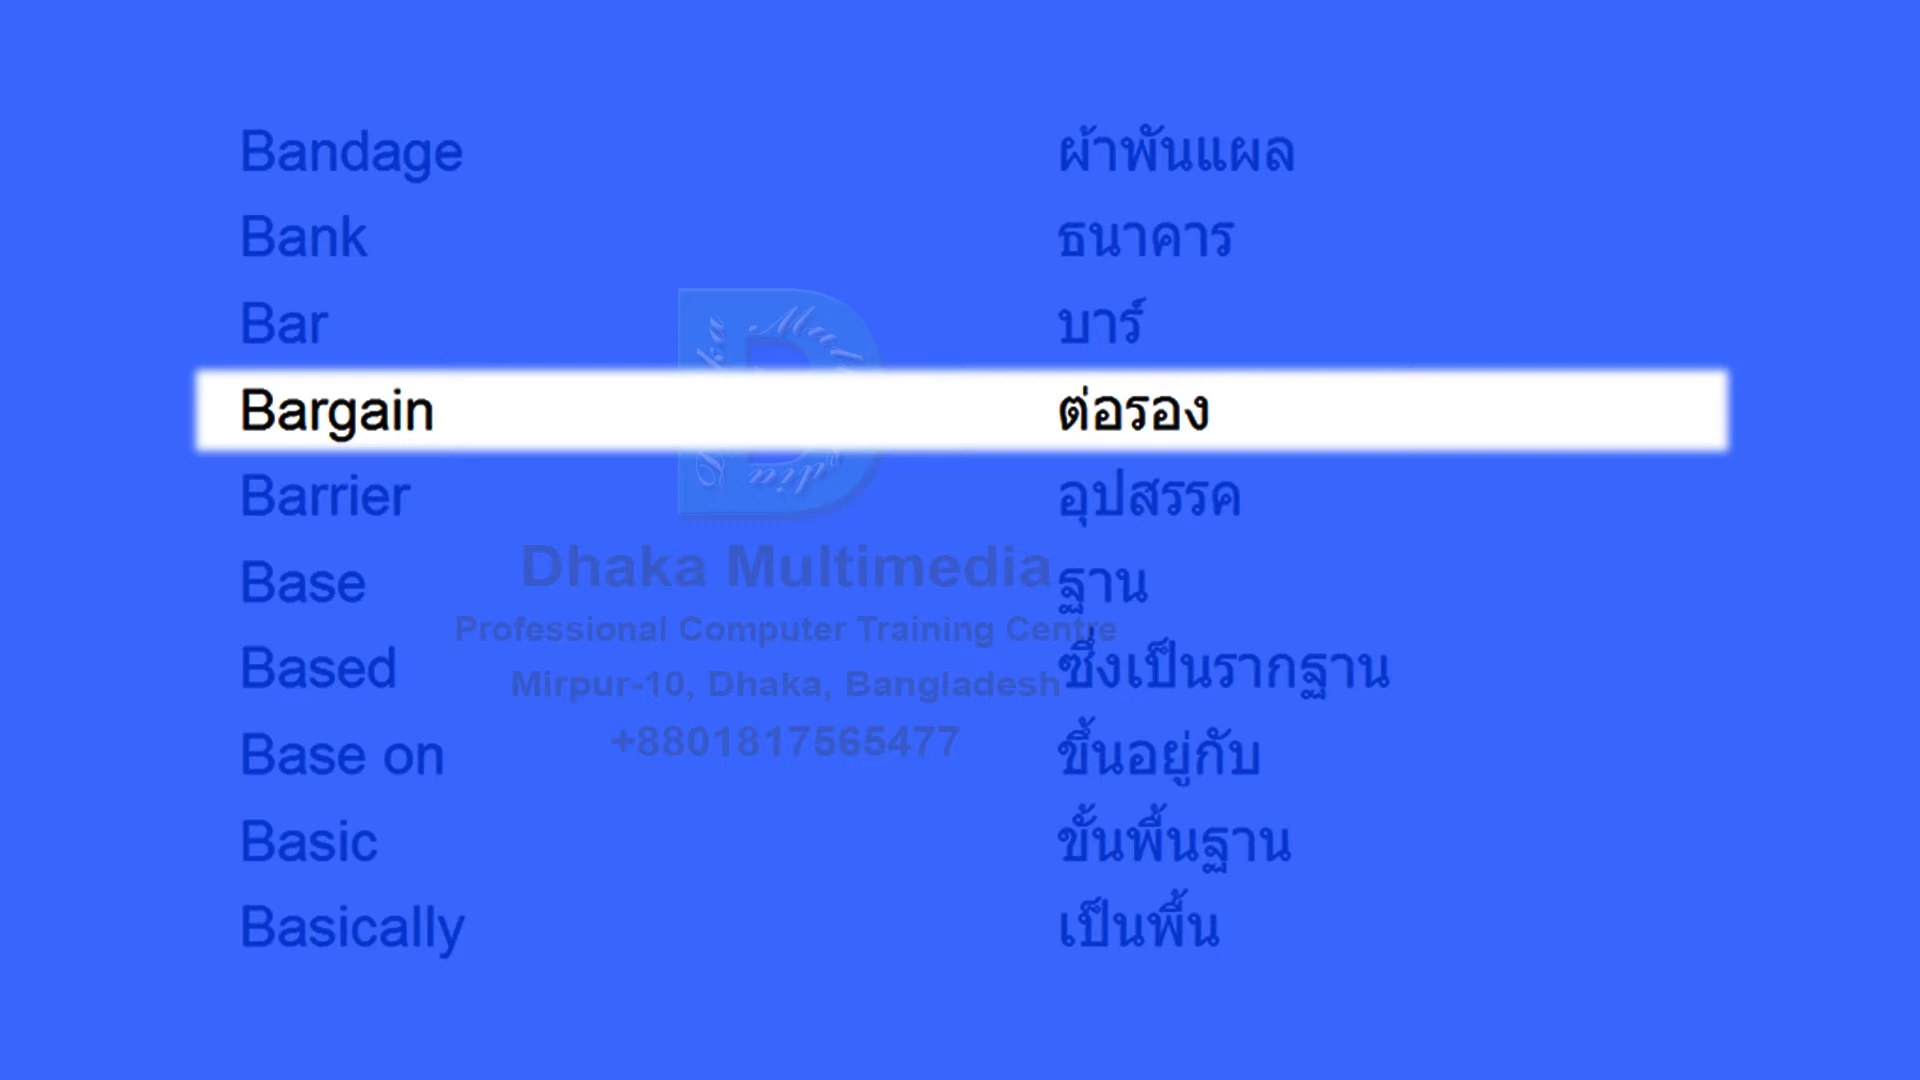 Bandage ผ้าพันแผล
Bank ธนาคาร
Bar บาร์
Bargain ต่อรอง
Barrier อุปสรรค
Base ฐาน
Based ซึ่งเป็นรากฐาน
Base on ขึ้นอยู่กับ
Basic ขั้นพื้นฐาน
Basically เป็นพื้น
Dhaka Multimedia
Professional Computer Training Centre
Mirpur-10, Dhaka, Bangladesh
+8801817565477